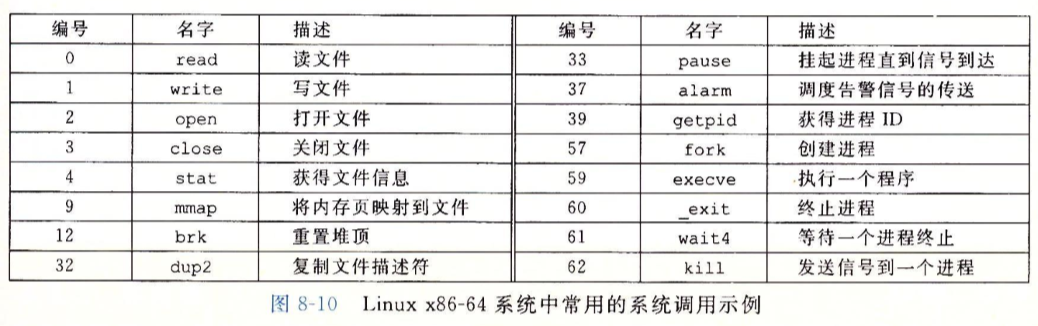 编号 名字 描述 编号 名字 描述
0 read 读文件 33 pause 挂起进程直到信号到达
1 write 写文件 37 alarm 调度告警信号的传送
2 open 打开文件 39 getpid 获得进程 ID
3 close 关闭文件 57 fork 创建进程
4 stat 获得文件信息 59 execve 执行一个程序
9 mmap 将内存页映射到文件 60 _exit 终止进程
12 brk 重置堆顶 61 wait4 等待一个进程终止
32 dup2 复制文件描述符 62 kill 发送信号到一个进程
图 8-10 Linux x86-64 系统中常用的系统调用示例